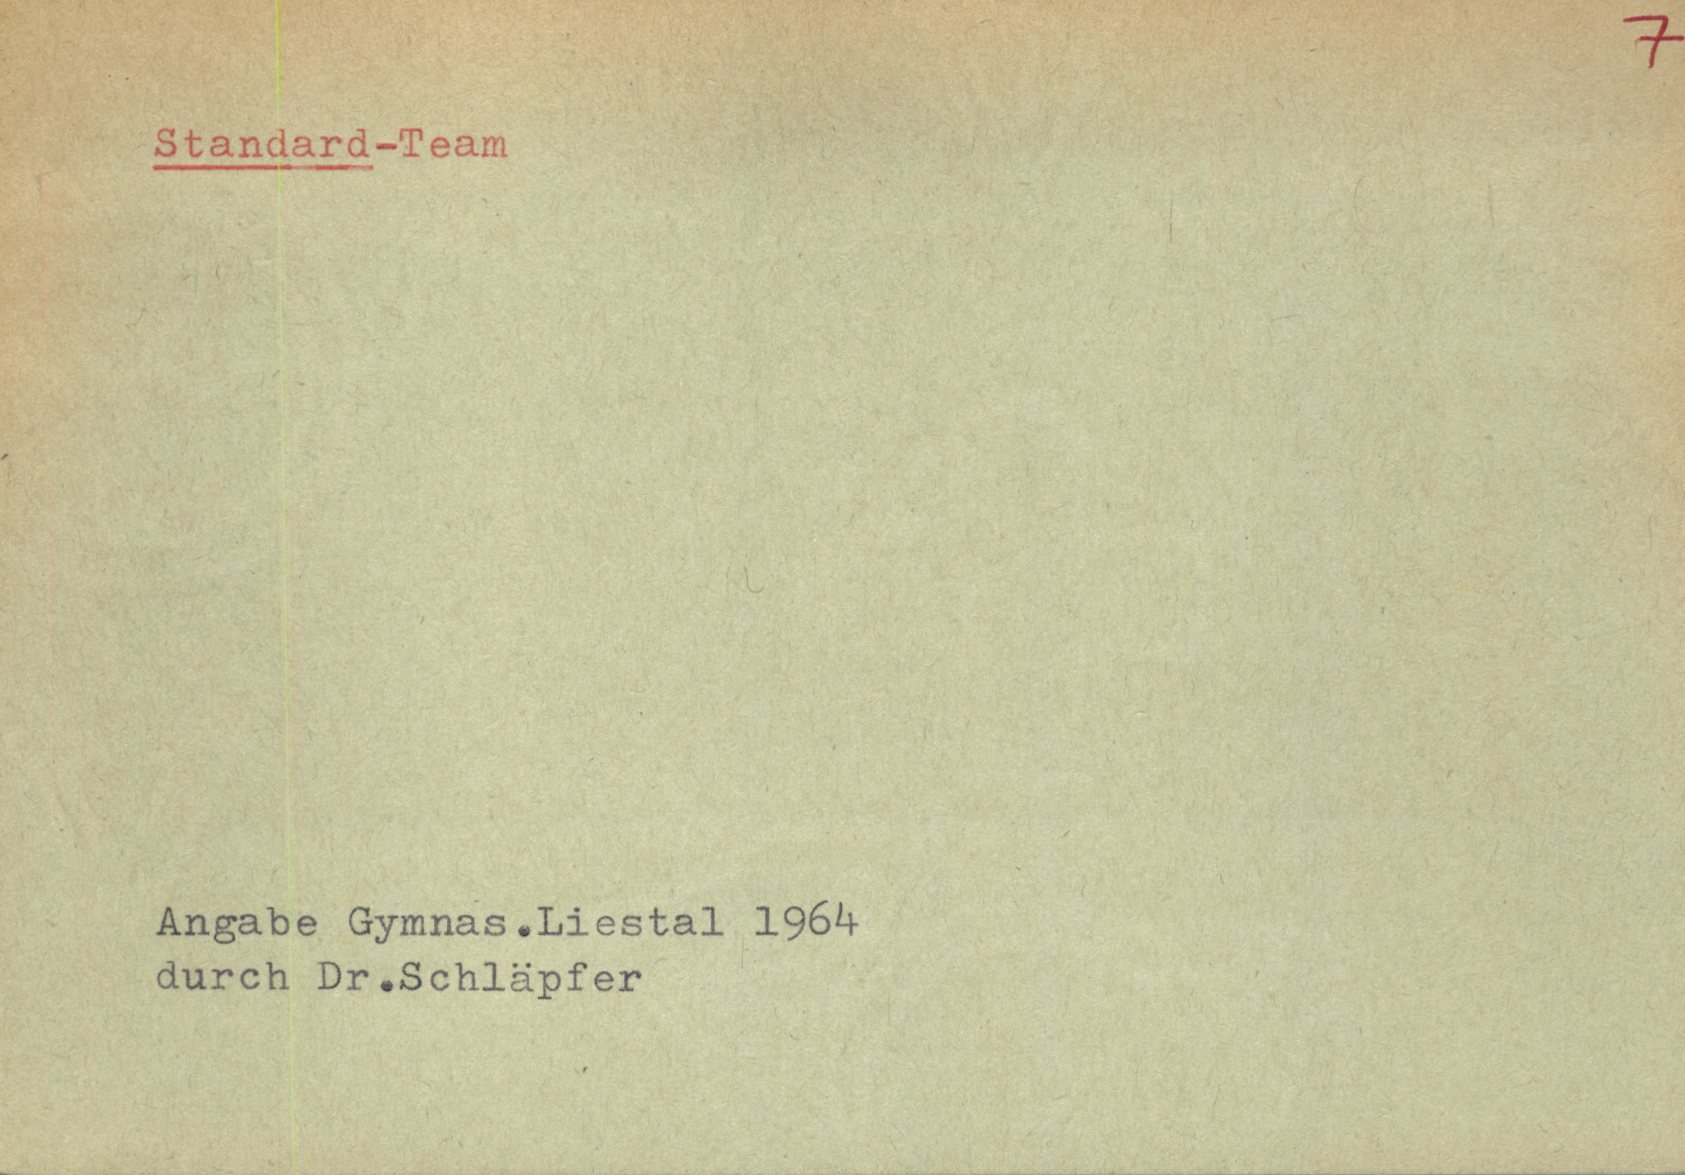 7
Standard-Team
Angabe Gymnas.Liestal 1964
durch Dr.Schläpfer